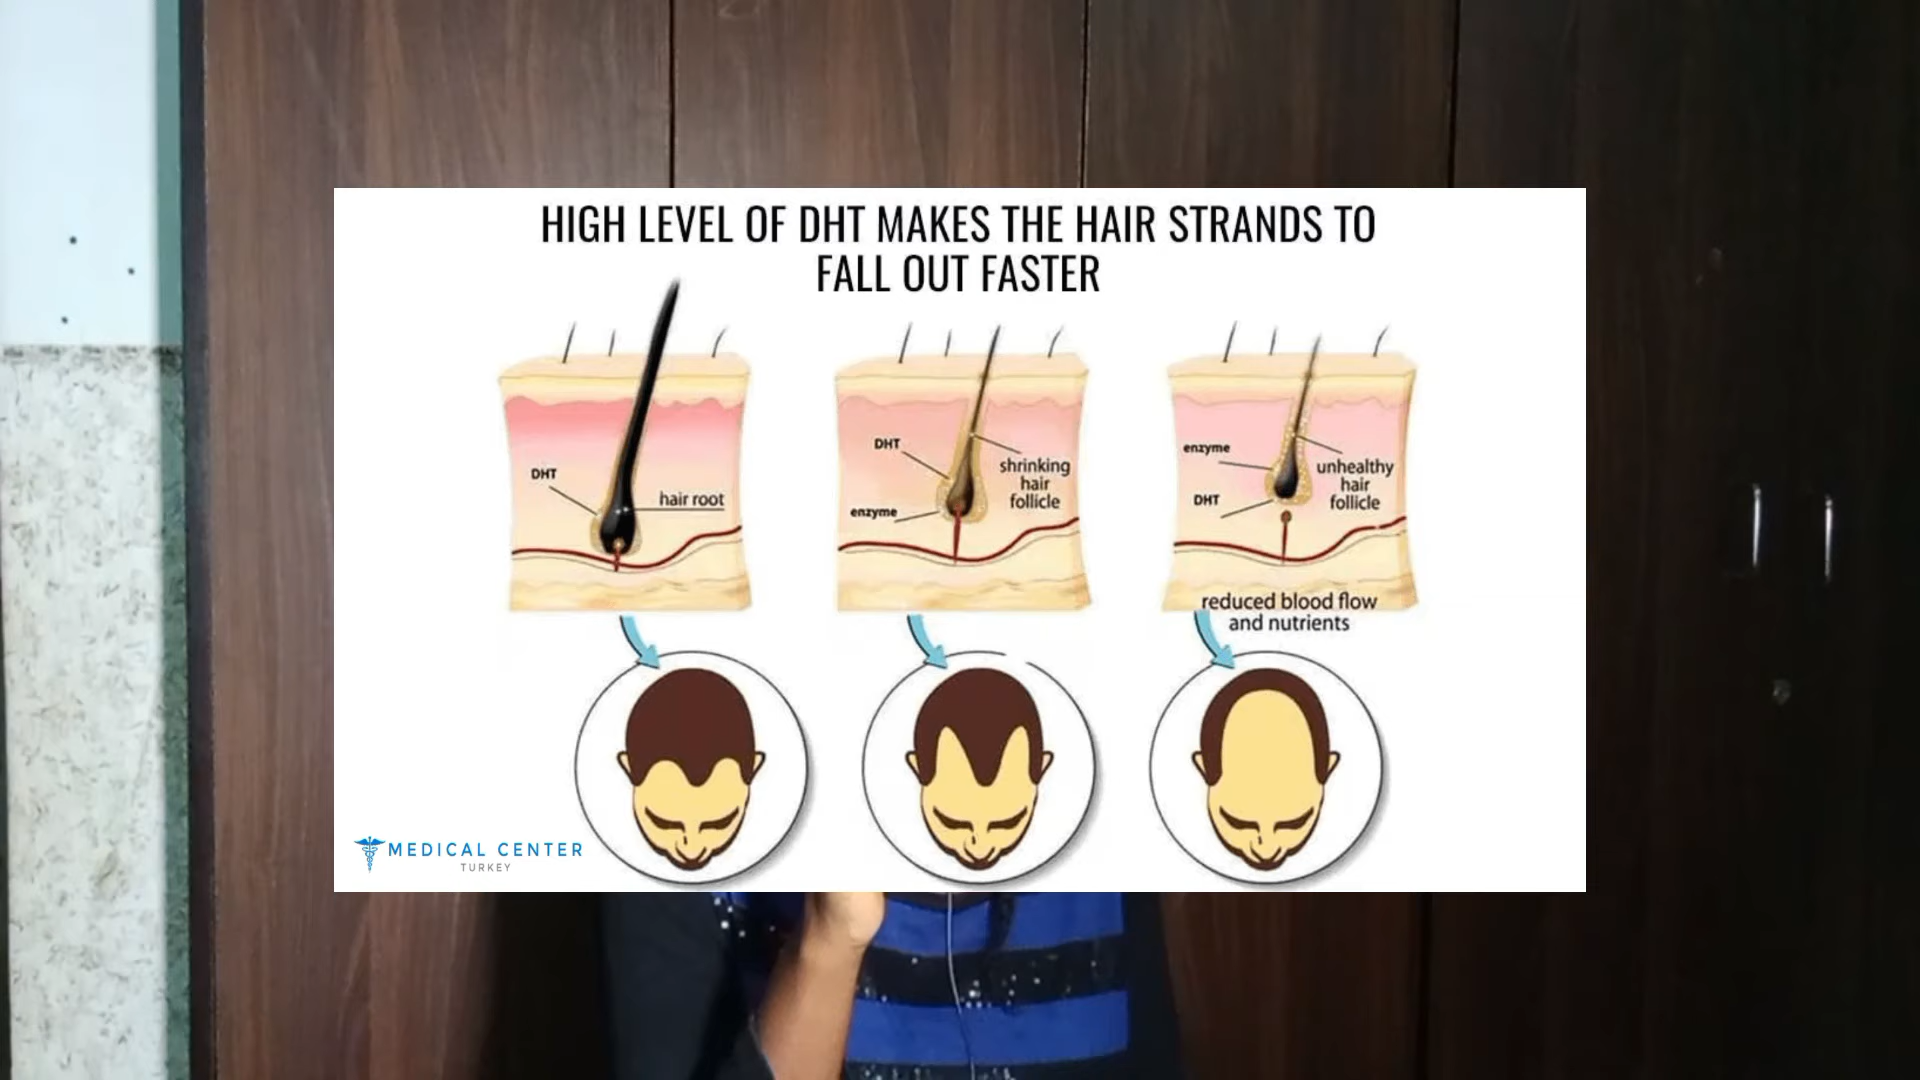 HIGH LEVEL OF DHT MAKES THE HAIR STRANDS TO
FALL OUT FASTER
DHT
hair root
DHT
shrinking
hair
follicle
enzyme
enzyme
unhealthy
hair
follicle
DHT
reduced blood flow
and nutrients
MEDICAL CENTER
TURKEY